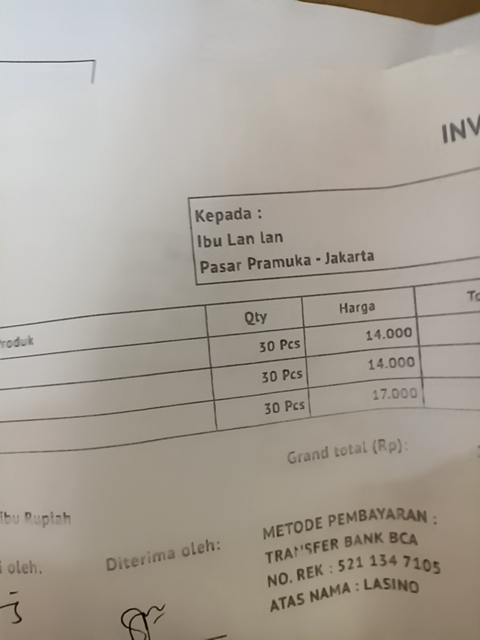 INV
Kepada :
Ibu Lan lan
Pasar Pramuka - Jakarta
Produk Qty Harga To
30 Pcs 14.000
30 Pcs 14.000
30 Pcs 17.000
Grand total (Rp):
ibu Rupiah
i oleh, Diterima oleh:
METODE PEMBAYARAN :
TRANSFER BANK BCA
NO. REK : 521 134 7105
ATAS NAMA : LASINO